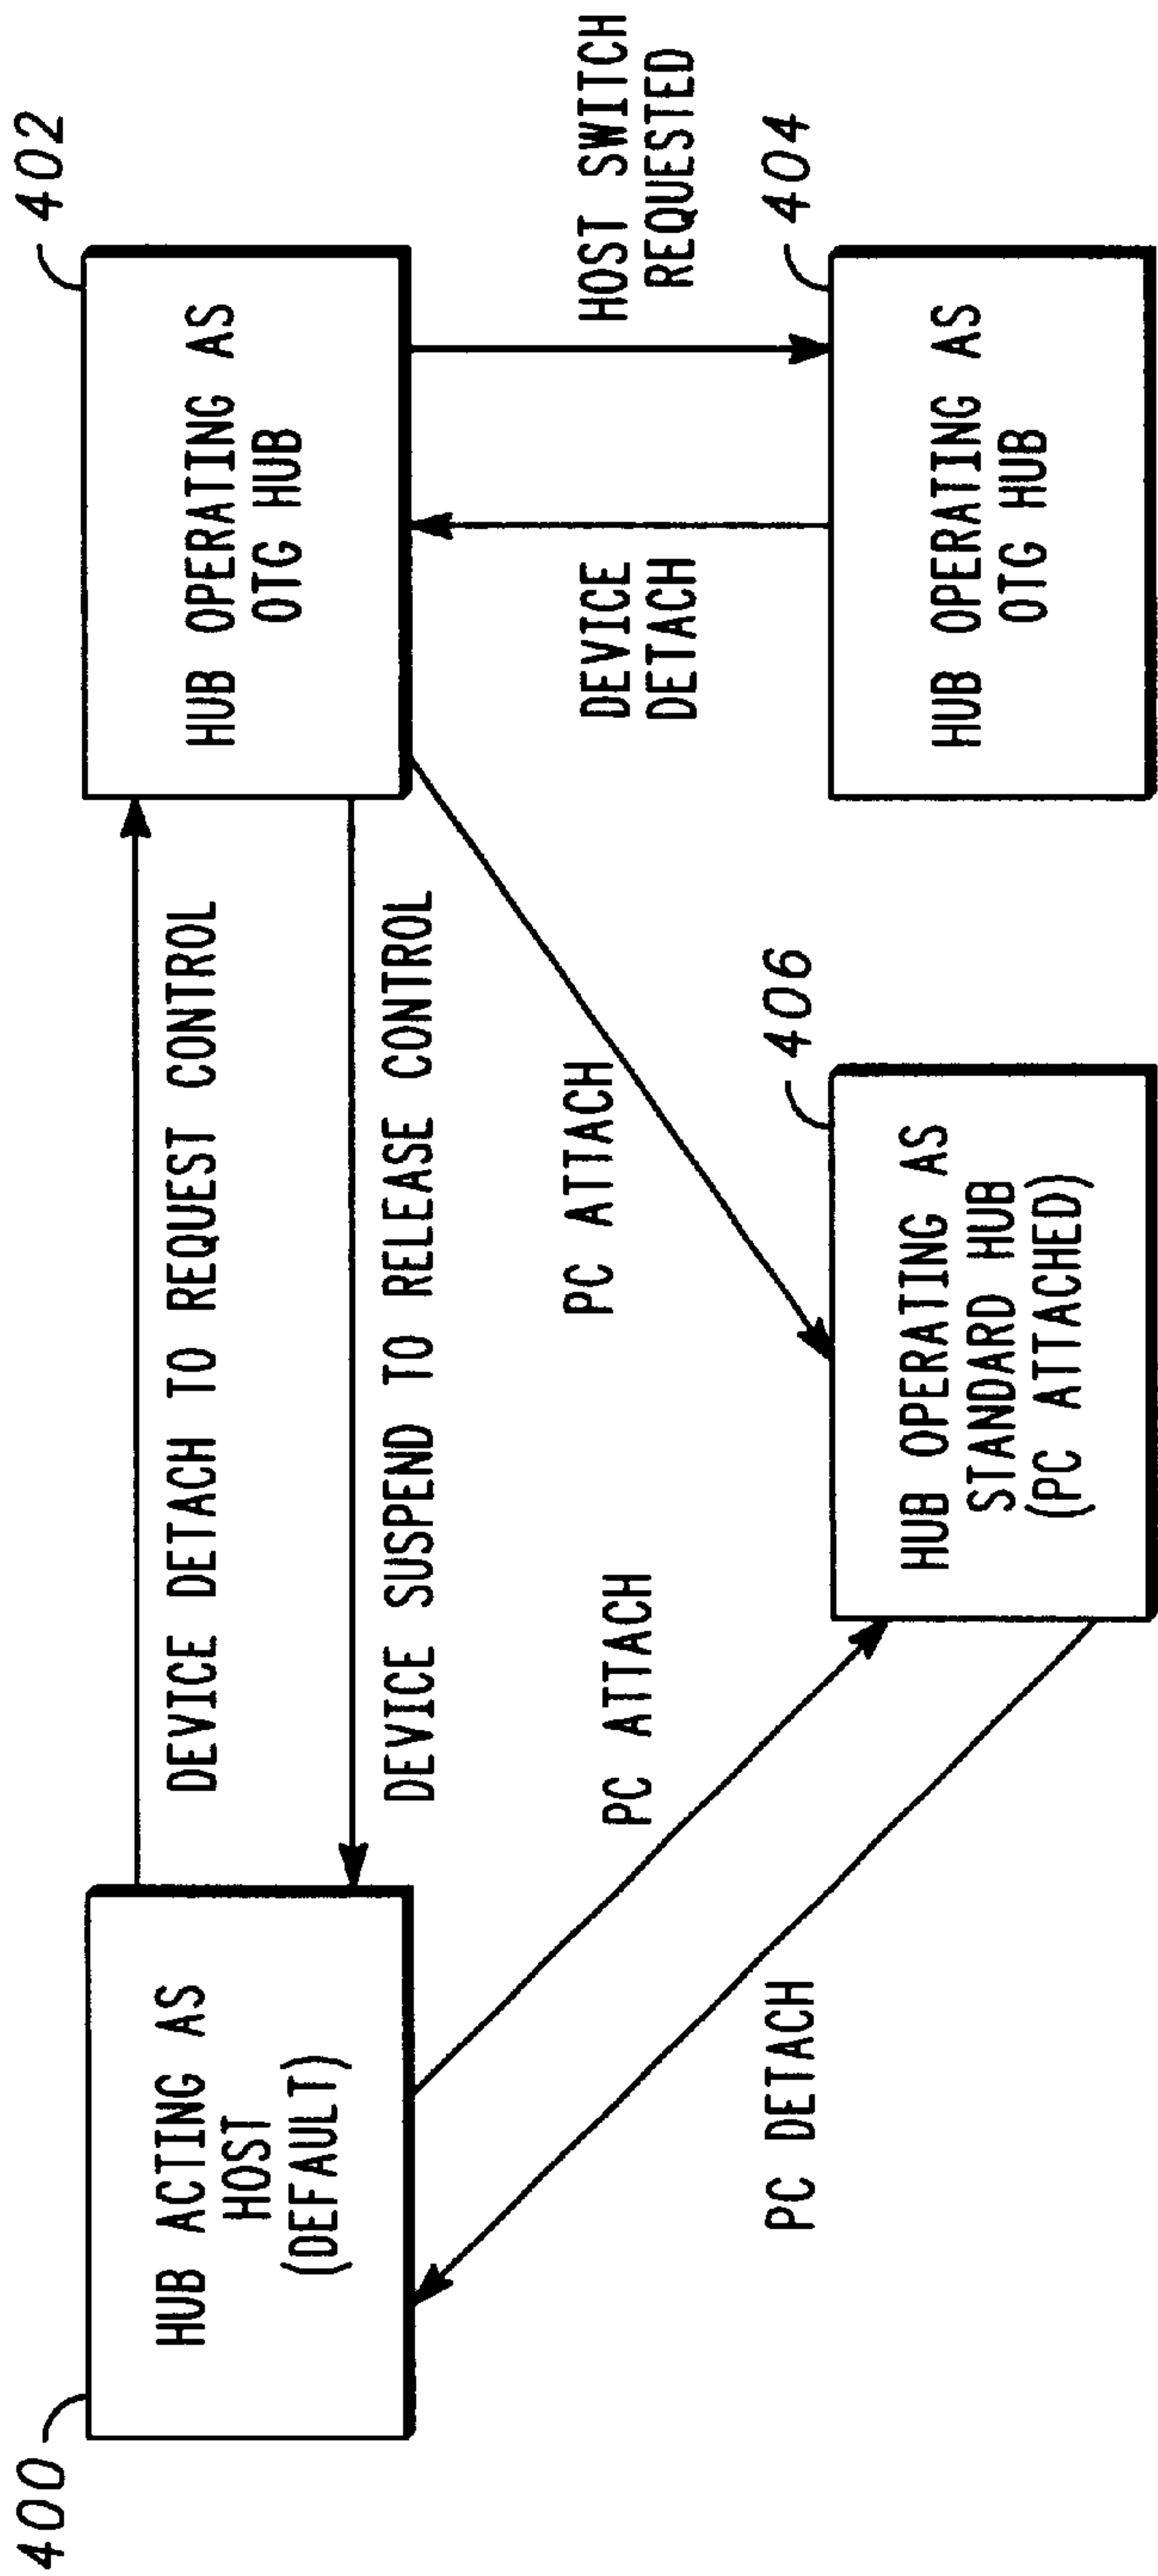 400
HUB ACTING AS
HOST
(DEFAULT)
DEVICE DETACH TO REQUEST CONTROL
DEVICE SUSPEND TO RELEASE CONTROL
402
HUB OPERATING AS
OTG HUB
PC ATTACH
PC DETACH
PC ATTACH
DEVICE
DETACH
HOST SWITCH
REQUESTED
406
HUB OPERATING AS
STANDARD HUB
(PC ATTACHED)
404
HUB OPERATING AS
OTG HUB